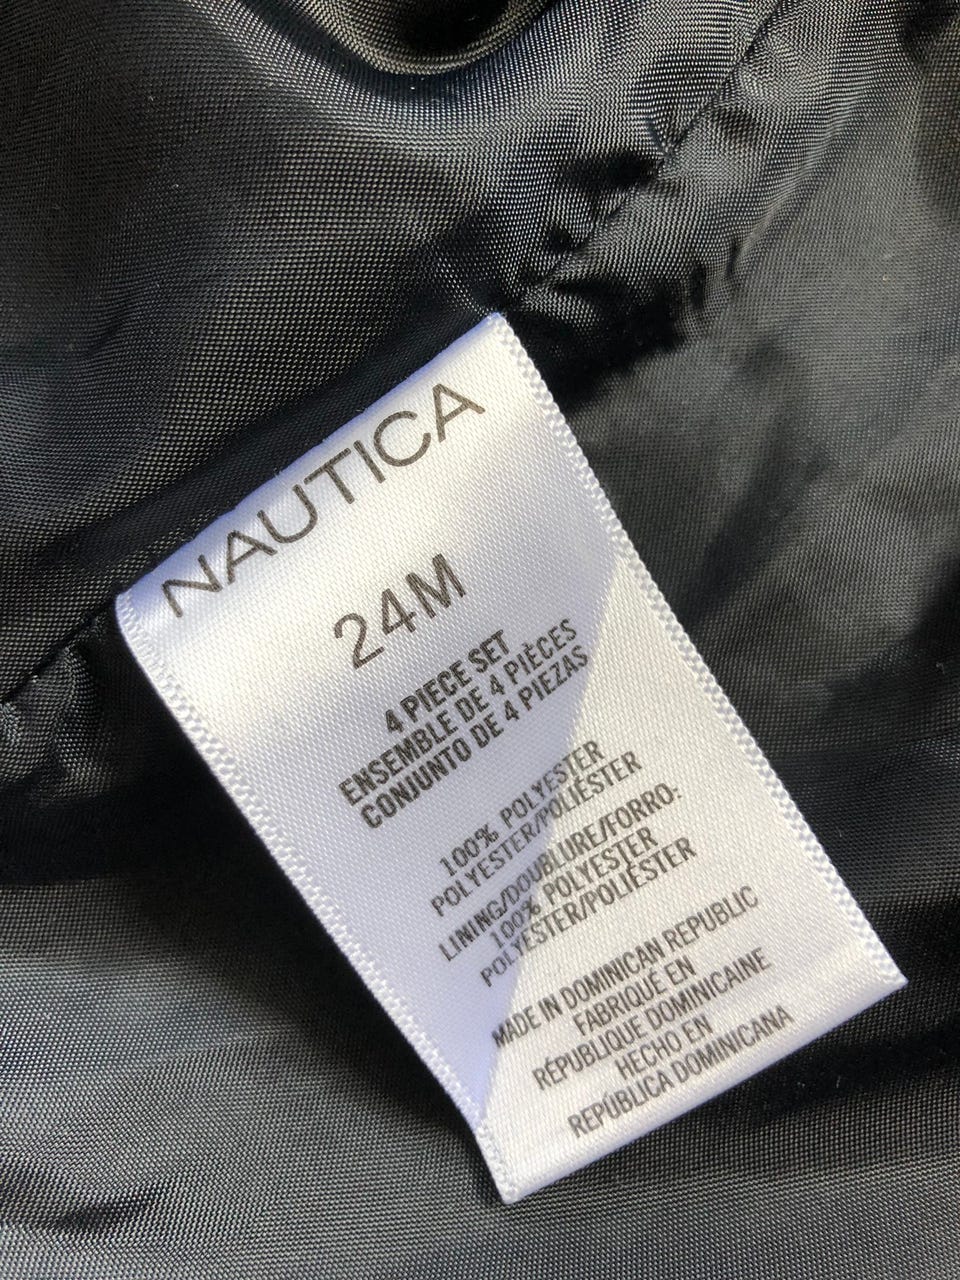 NAUTICA
24M
4 PIECE SET
ENSEMBLE DE 4 PIÈCES
CONJUNTO DE 4 PIEZAS
100% POLYESTER
POLYESTER/POLIÉSTER
LINING/DOUBLURE/FORRO:
100% POLYESTER
POLYESTER/POLIÉSTER
MADE IN DOMINICAN REPUBLIC
FABRIQUÉ EN
RÉPUBLIQUE DOMINICAINE
HECHO EN
REPÚBLICA DOMINICANA